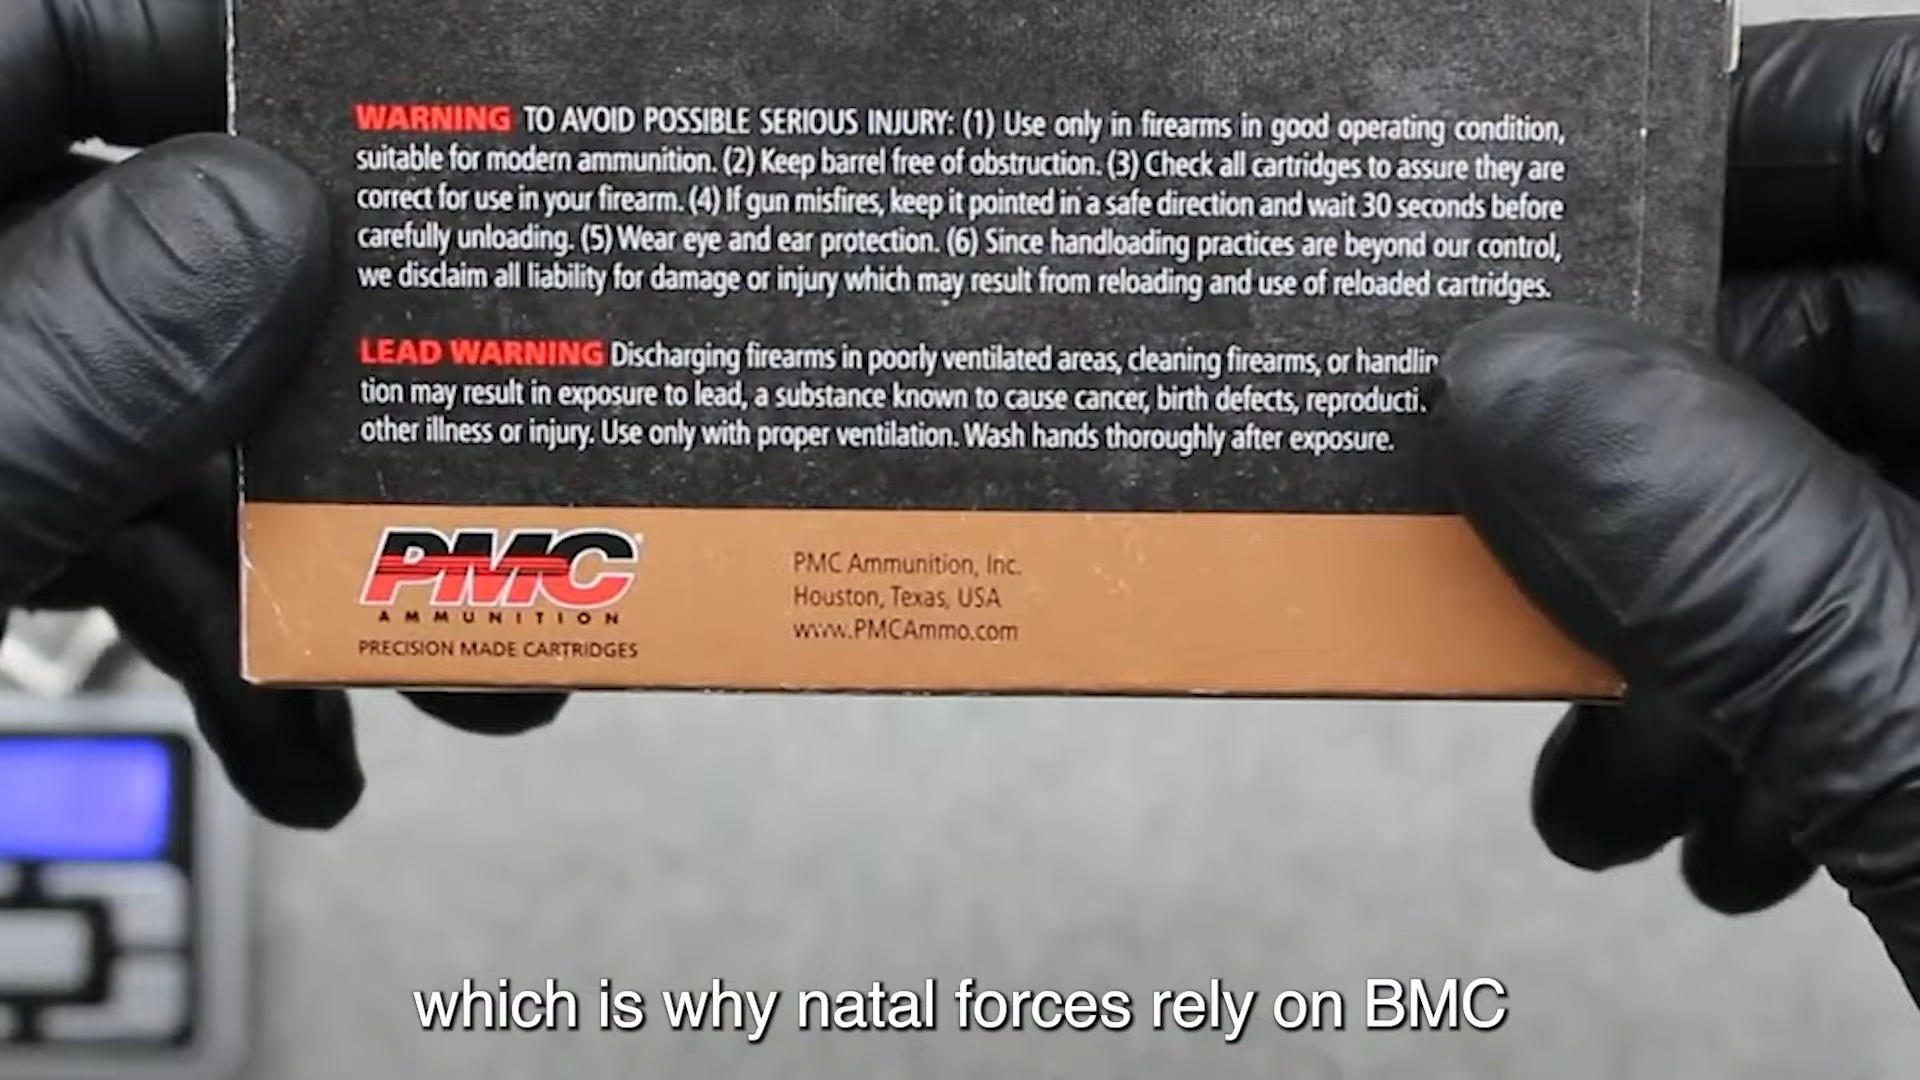 WARNING TO AVOID POSSIBLE SERIOUS INJURY: (1) Use only in firearms in good operating condition,
suitable for modern ammunition. (2) Keep barrel free of obstruction. (3) Check all cartridges to assure they are
correct for use in your firearm. (4) If gun misfires, keep it pointed in a safe direction and wait 30 seconds before
carefully unloading. (5) Wear eye and ear protection. (6) Since handloading practices are beyond our control,
we disclaim all liability for damage or injury which may result from reloading and use of reloaded cartridges.
LEAD WARNING Discharging firearms in poorly ventilated areas, cleaning firearms, or handlin
tion may result in exposure to lead, a substance known to cause cancer, birth defects, reproducti
other illness or injury. Use only with proper ventilation. Wash hands thoroughly after exposure.
PMC
AMMUNITION
PRECISION MADE CARTRIDGES
PMC Ammunition, Inc.
Houston, Texas, USA
www.PMCAmmo.com
which is why natal forces rely on BMC